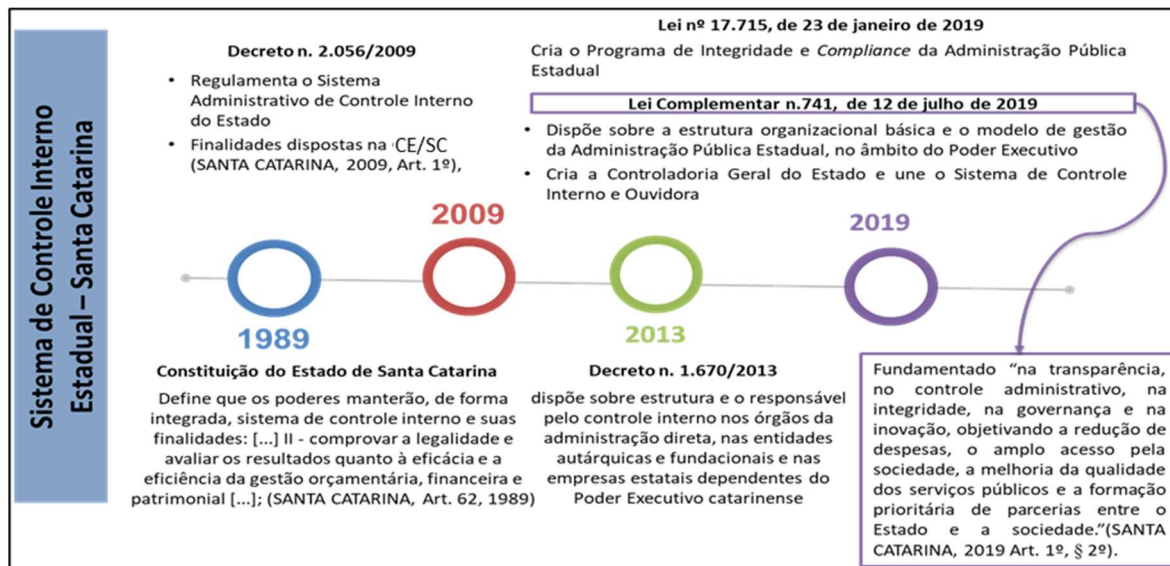 Sistema de Controle Interno
Estadual – Santa Catarina
Decreto n. 2.056/2009
• Regulamenta o Sistema
Administrativo de Controle Interno
do Estado
• Finalidades dispostas na CE/SC
(SANTA CATARINA, 2009, Art. 1º),
Lei nº 17.715, de 23 de janeiro de 2019
Cria o Programa de Integridade e Compliance da Administração Pública
Estadual
Lei Complementar n.741, de 12 de julho de 2019
• Dispõe sobre a estrutura organizacional básica e o modelo de gestão
da Administração Pública Estadual, no âmbito do Poder Executivo
• Cria a Controladoria Geral do Estado e une o Sistema de Controle
Interno e Ouvidora
1989
2009
2013
2019
Constituição do Estado de Santa Catarina
Define que os poderes manterão, de forma
integrada, sistema de controle interno e suas
finalidades: [...] II - comprovar a legalidade e
avaliar os resultados quanto à eficácia e a
eficiência da gestão orçamentária, financeira e
patrimonial [...]; (SANTA CATARINA, Art. 62, 1989)
Decreto n. 1.670/2013
dispõe sobre estrutura e o responsável
pelo controle interno nos órgãos da
administração direta, nas entidades
autárquicas e fundacionais e nas
empresas estatais dependentes do
Poder Executivo catarinense
Fundamentado “na transparência,
no controle administrativo, na
integridade, na governança e na
inovação, objetivando a redução de
despesas, o amplo acesso pela
sociedade, a melhoria da qualidade
dos serviços públicos e a formação
prioritária de parcerias entre o
Estado e a sociedade.”(SANTA
CATARINA, 2019 Art. 1º, § 2º).